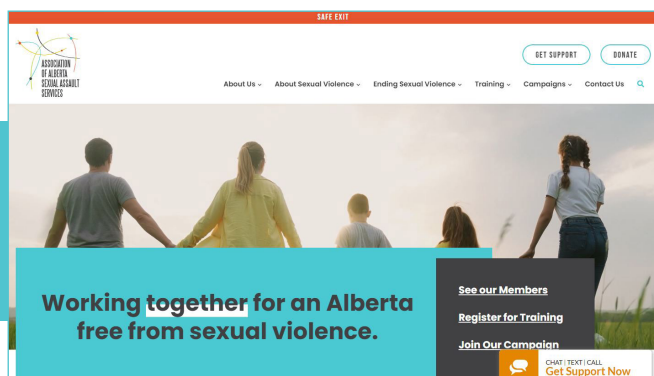 SAFE EXIT
ASSOCIATION
OF ALBERTA
SEXUAL ASSAULT
SERVICES
GET SUPPORT
DONATE
About Us
About Sexual Violence
Ending Sexual Violence
Training
Campaigns
Contact Us
Working together for an Alberta
free from sexual violence.
See our Members
Register for Training
Join Our Campaign
CHAT | TEXT | CALL
Get Support Now